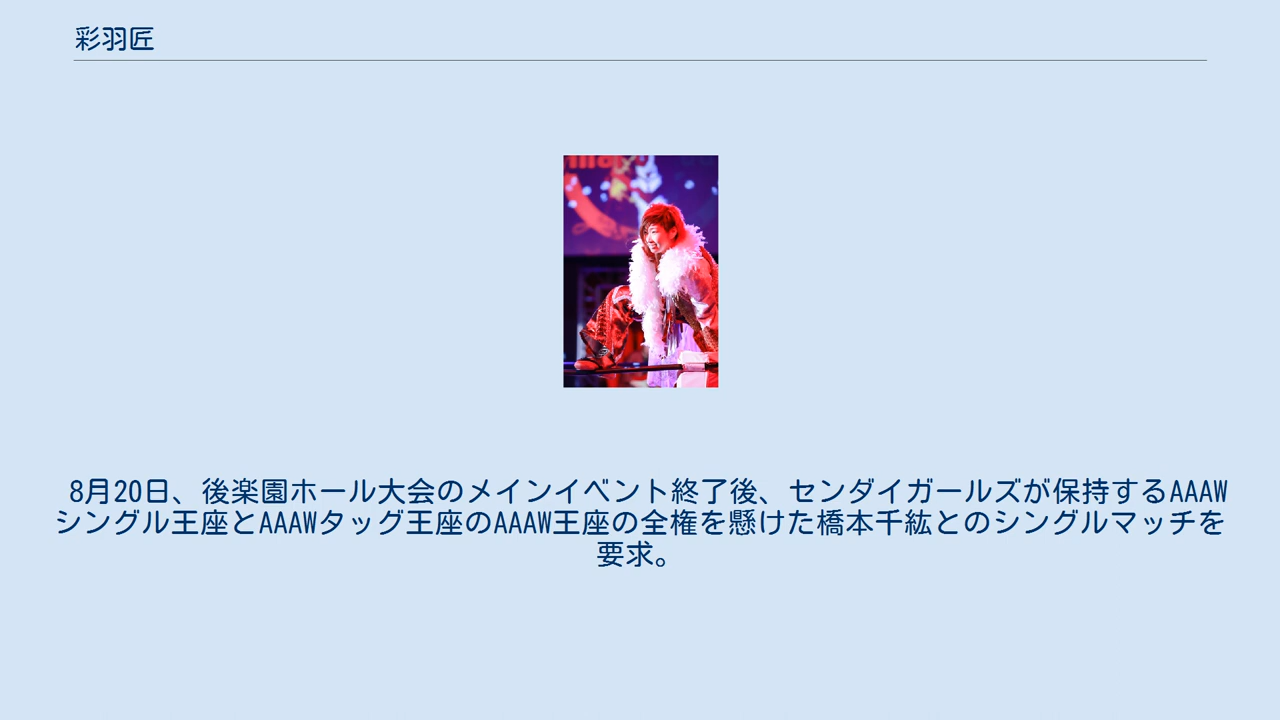 彩羽匠
8月20日、後楽園ホール大会のメインイベント終了後、センダイガールズが保持するAAAW
シングル王座とAAAWタッグ王座のAAAW王座の全権を懸けた橋本千紘とのシングルマッチを
要求。